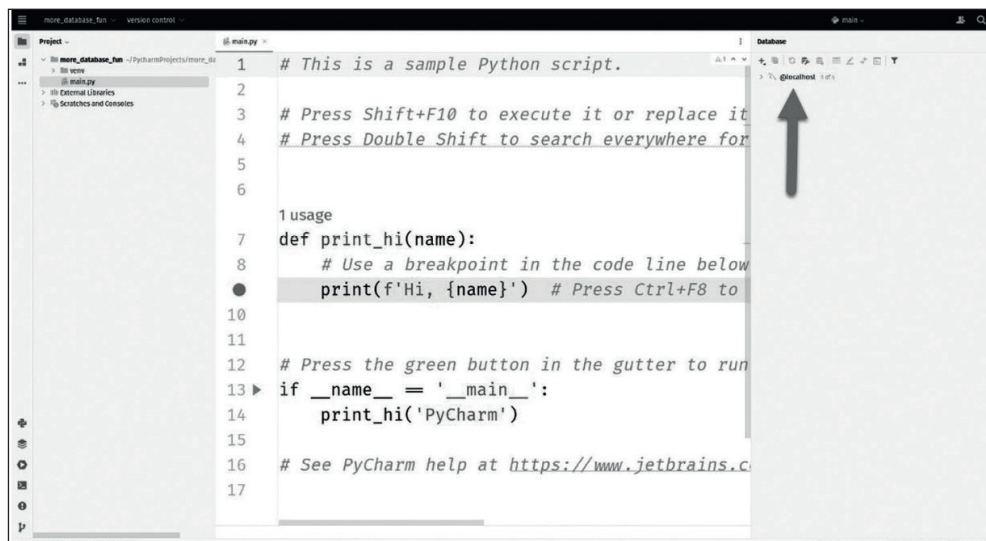 more_database_fun version control main
Project
main.py
Database
more_database_fun ~/PycharmProjects/more_da
venv
main.py
External Libraries
Scratches and Consoles
@localhost 1 of 1
1 # This is a sample Python script.
2
3 # Press Shift+F10 to execute it or replace it
4 # Press Double Shift to search everywhere for
5
6
1 usage
7 def print_hi(name):
8 # Use a breakpoint in the code line below
print(f'Hi, {name}') # Press Ctrl+F8 to
10
11
12 # Press the green button in the gutter to run
13 if __name__ == '__main__':
14 print_hi('PyCharm')
15
16 # See PyCharm help at https://www.jetbrains.c
17